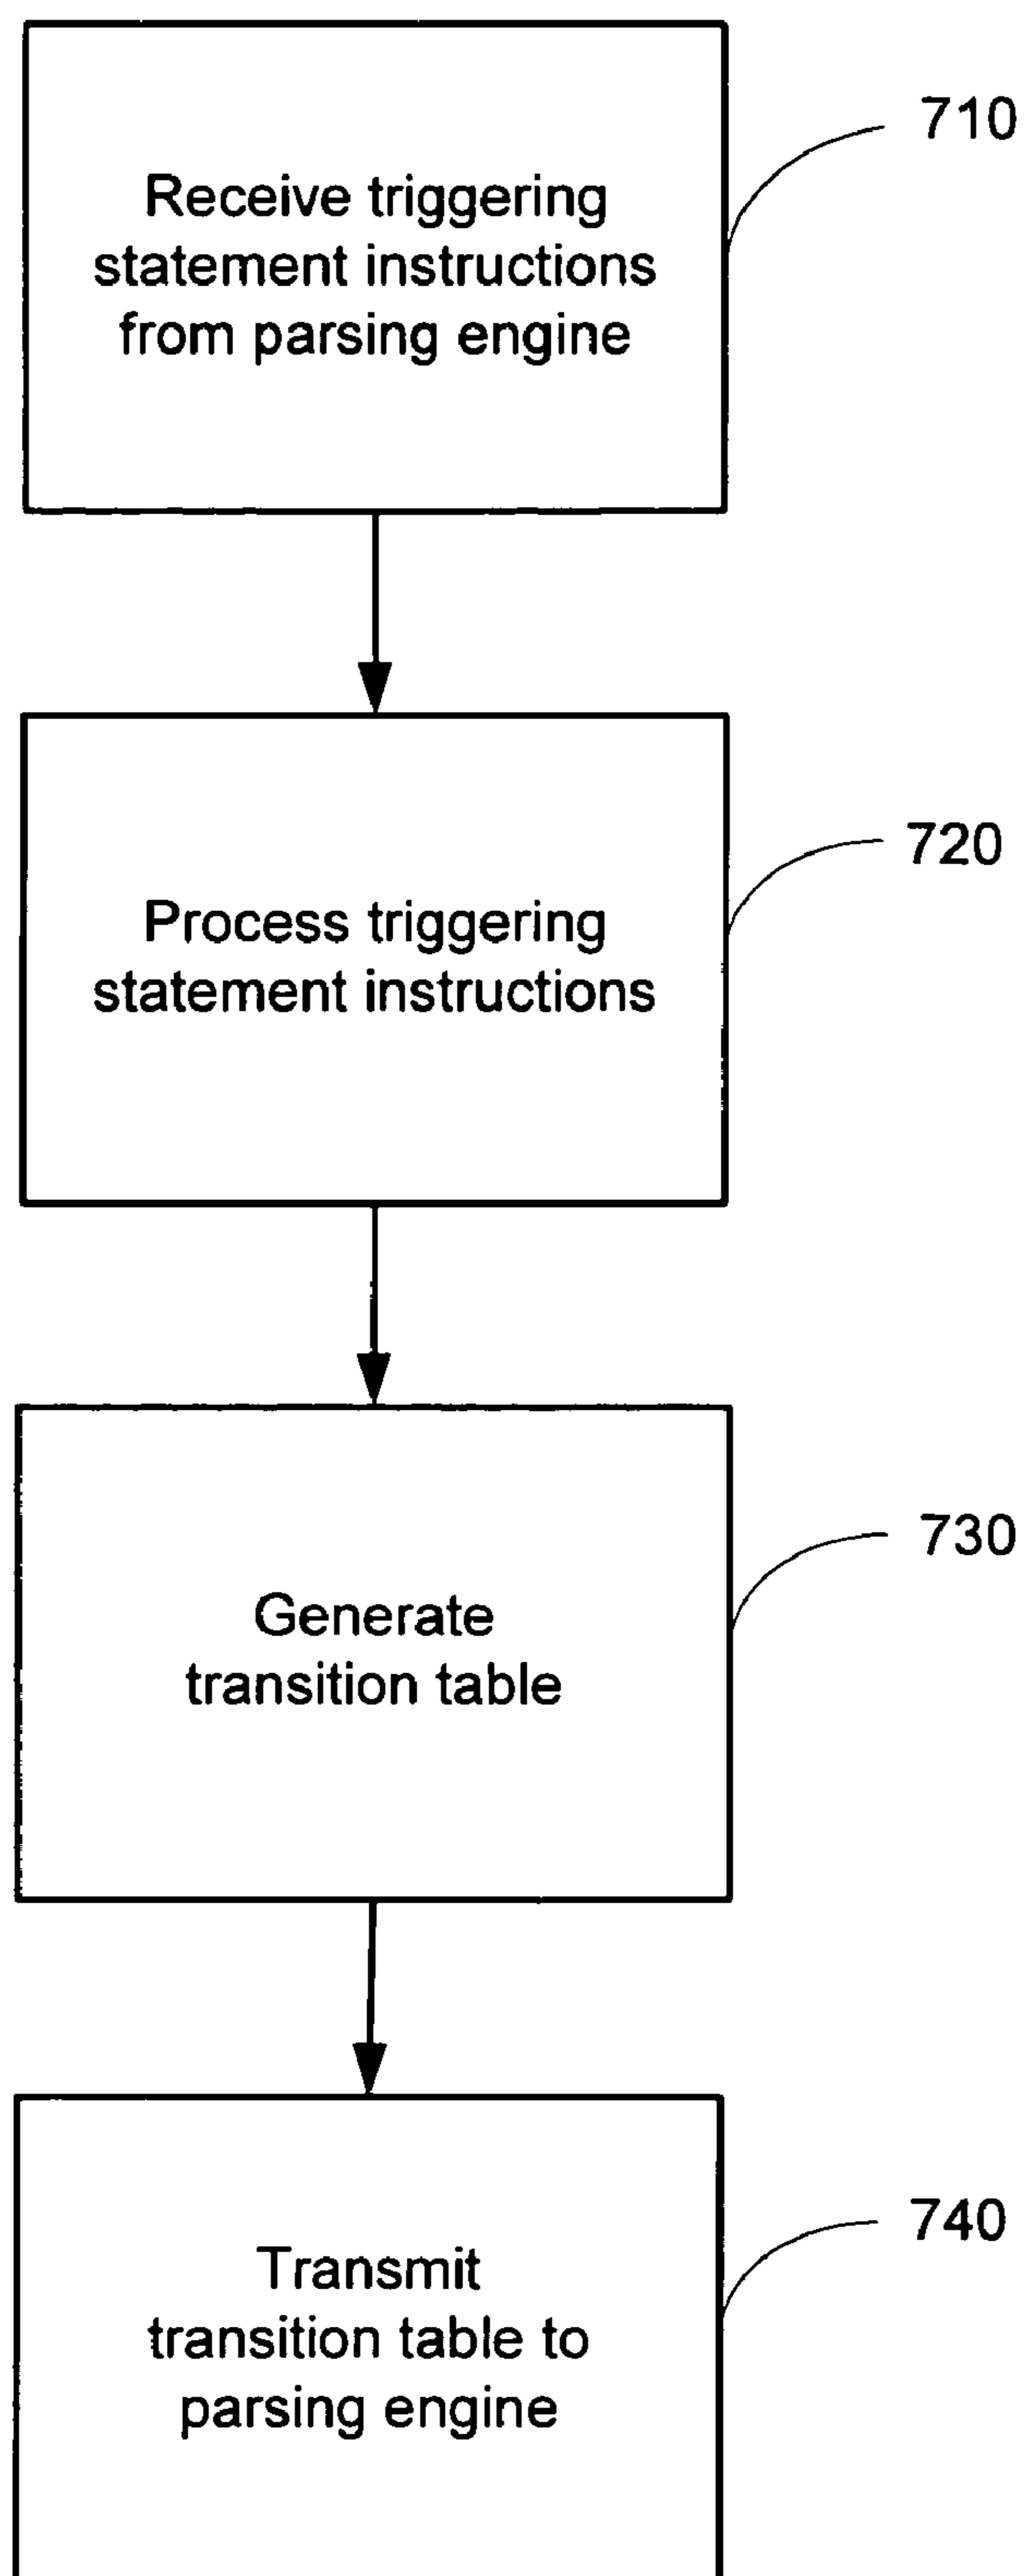 710
Receive triggering
statement instructions
from parsing engine
720
Process triggering
statement instructions
730
Generate
transition table
740
Transmit
transition table to
parsing engine